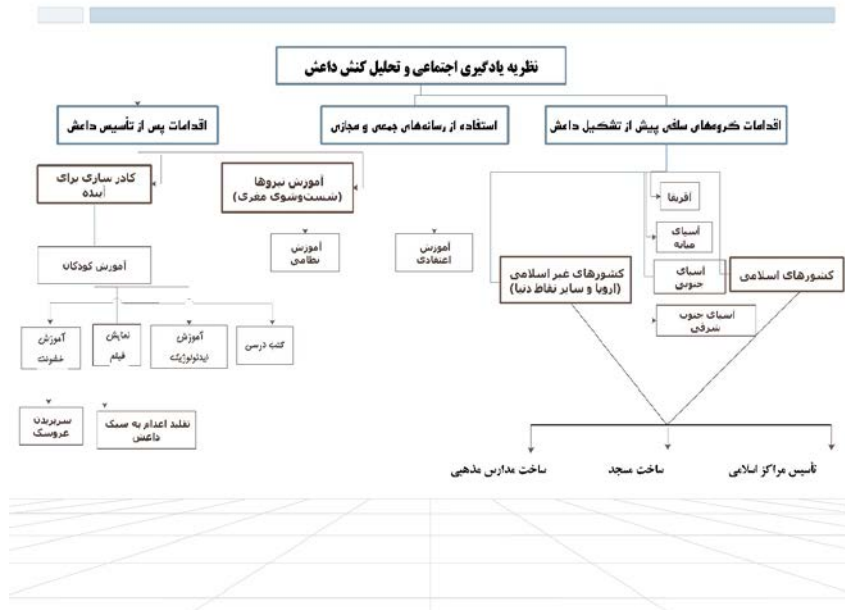 نظریه یادگیری اجتماعی و تحلیل کنش داعش
اقدامات گروه‌های سلفی پیش از تشکیل داعش
استفاده از رسانه‌های جمعی و مجازی
اقدامات پس از تأسیس داعش
آفریقا
آسیای
میانه
آسیای
جنوبی
آسیای جنوب
شرقی
کشورهای اسلامی
کشورهای غیر اسلامی
(اروپا و سایر نقاط دنیا)
تأسیس مراکز اسلامی
ساخت مسجد
ساخت مدارس مذهبی
آموزش نیروها
(شست‌وشوی مغزی)
آموزش
اعتقادی
آموزش
نظامی
کادر سازی برای
آینده
آموزش کودکان
کتب درسی
آموزش
ایدئولوژیک
نمایش
فیلم
آموزش
خشونت
تقلید اعدام به سبک
داعش
سربریدن
عروسک